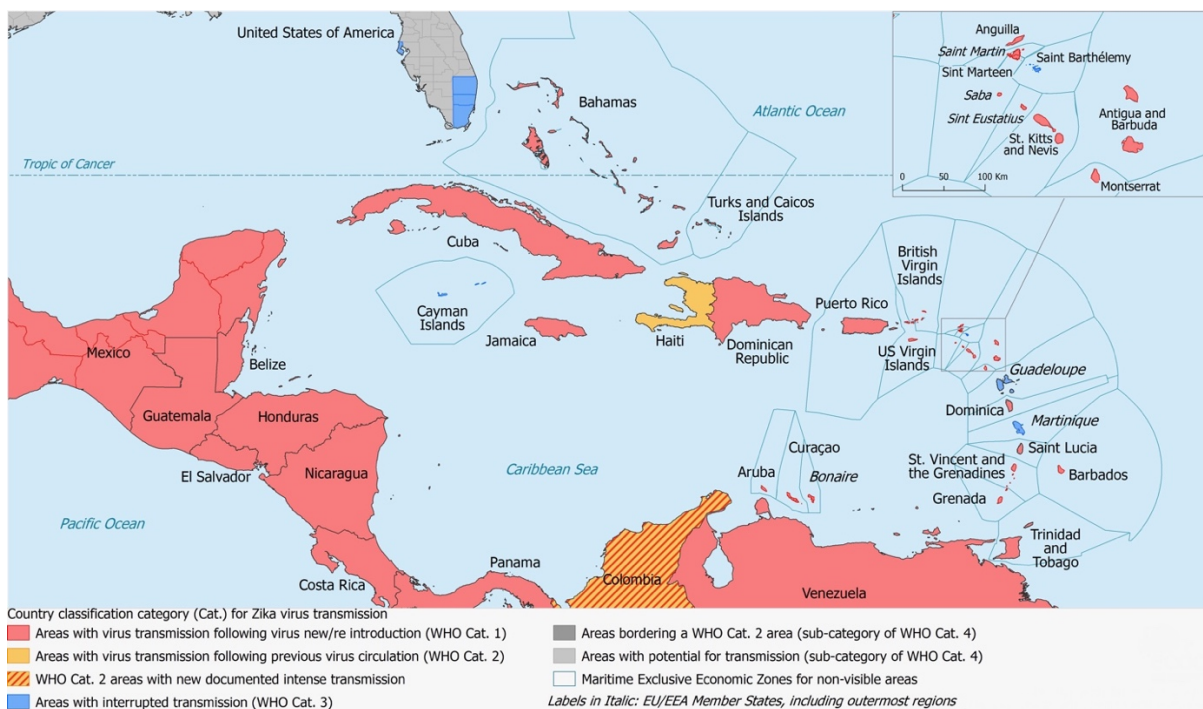 United States of America
Bahamas
Atlantic Ocean
Tropic of Cancer
Turks and Caicos
Islands
Cuba
Cayman
Islands
Jamaica
Haiti
Dominican
Republic
Puerto Rico
British
Virgin
Islands
US Virgin
Islands
Anguilla
Saint Martin
Saint Barthélemy
Sint Marteen
Saba
Sint Eustatius
St. Kitts
and Nevis
Antigua and
Barbuda
Montserrat
0 50 100 Km
Mexico
Belize
Guatemala
Honduras
El Salvador
Nicaragua
Caribbean Sea
Pacific Ocean
Costa Rica
Panama
Colombia
Venezuela
Aruba
Curaçao
Bonaire
Guadeloupe
Dominica
Martinique
Saint Lucia
St. Vincent and
the Grenadines
Barbados
Grenada
Trinidad
and
Tobago
Country classification category (Cat.) for Zika virus transmission
Areas with virus transmission following virus new/re introduction (WHO Cat. 1)
Areas with virus transmission following previous virus circulation (WHO Cat. 2)
WHO Cat. 2 areas with new documented intense transmission
Areas with interrupted transmission (WHO Cat. 3)
Areas bordering a WHO Cat. 2 area (sub-category of WHO Cat. 4)
Areas with potential for transmission (sub-category of WHO Cat. 4)
Maritime Exclusive Economic Zones for non-visible areas
Labels in Italic: EU/EEA Member States, including outermost regions